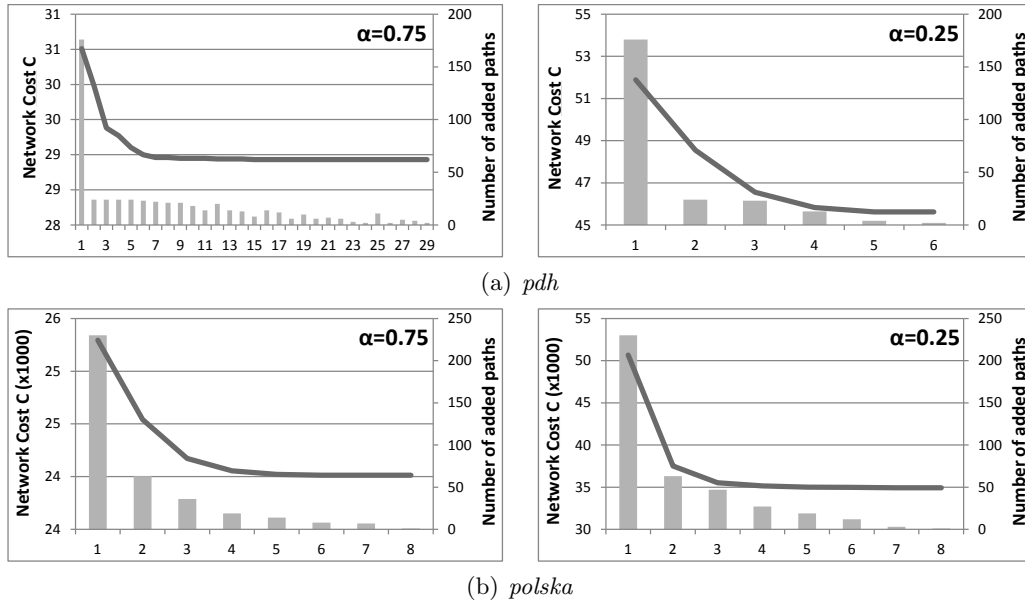 α=0.75
Network Cost C
31
31
30
30
29
29
28
28
200
150
100
50
0
Number of added paths
1 3 5 7 9 11 13 15 17 19 21 23 25 27 29
α=0.25
Network Cost C
55
53
51
49
47
45
200
150
100
50
0
Number of added paths
1 2 3 4 5 6
(a) pdh
α=0.75
Network Cost C (x1000)
26
25
25
24
24
250
200
150
100
50
0
Number of added paths
1 2 3 4 5 6 7 8
α=0.25
Network Cost C (x1000)
55
50
45
40
35
30
250
200
150
100
50
0
Number of added paths
1 2 3 4 5 6 7 8
(b) polska